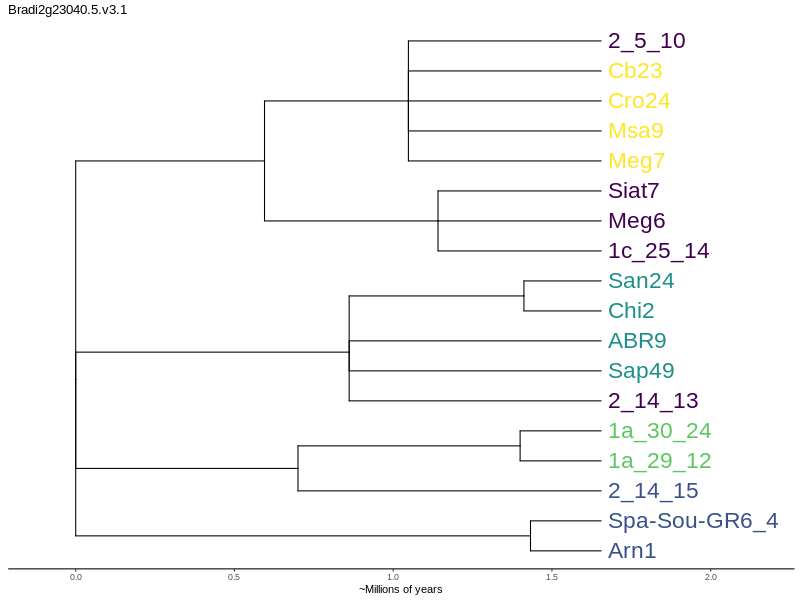 Bradi2g23040.5.v3.1
2_5_10
Cb23
Cro24
Msa9
Meg7
Siat7
Meg6
1c_25_14
San24
Chi2
ABR9
Sap49
2_14_13
1a_30_24
1a_29_12
2_14_15
Spa-Sou-GR6_4
Arn1
0.0 0.5 1.0 1.5 2.0
~Millions of years